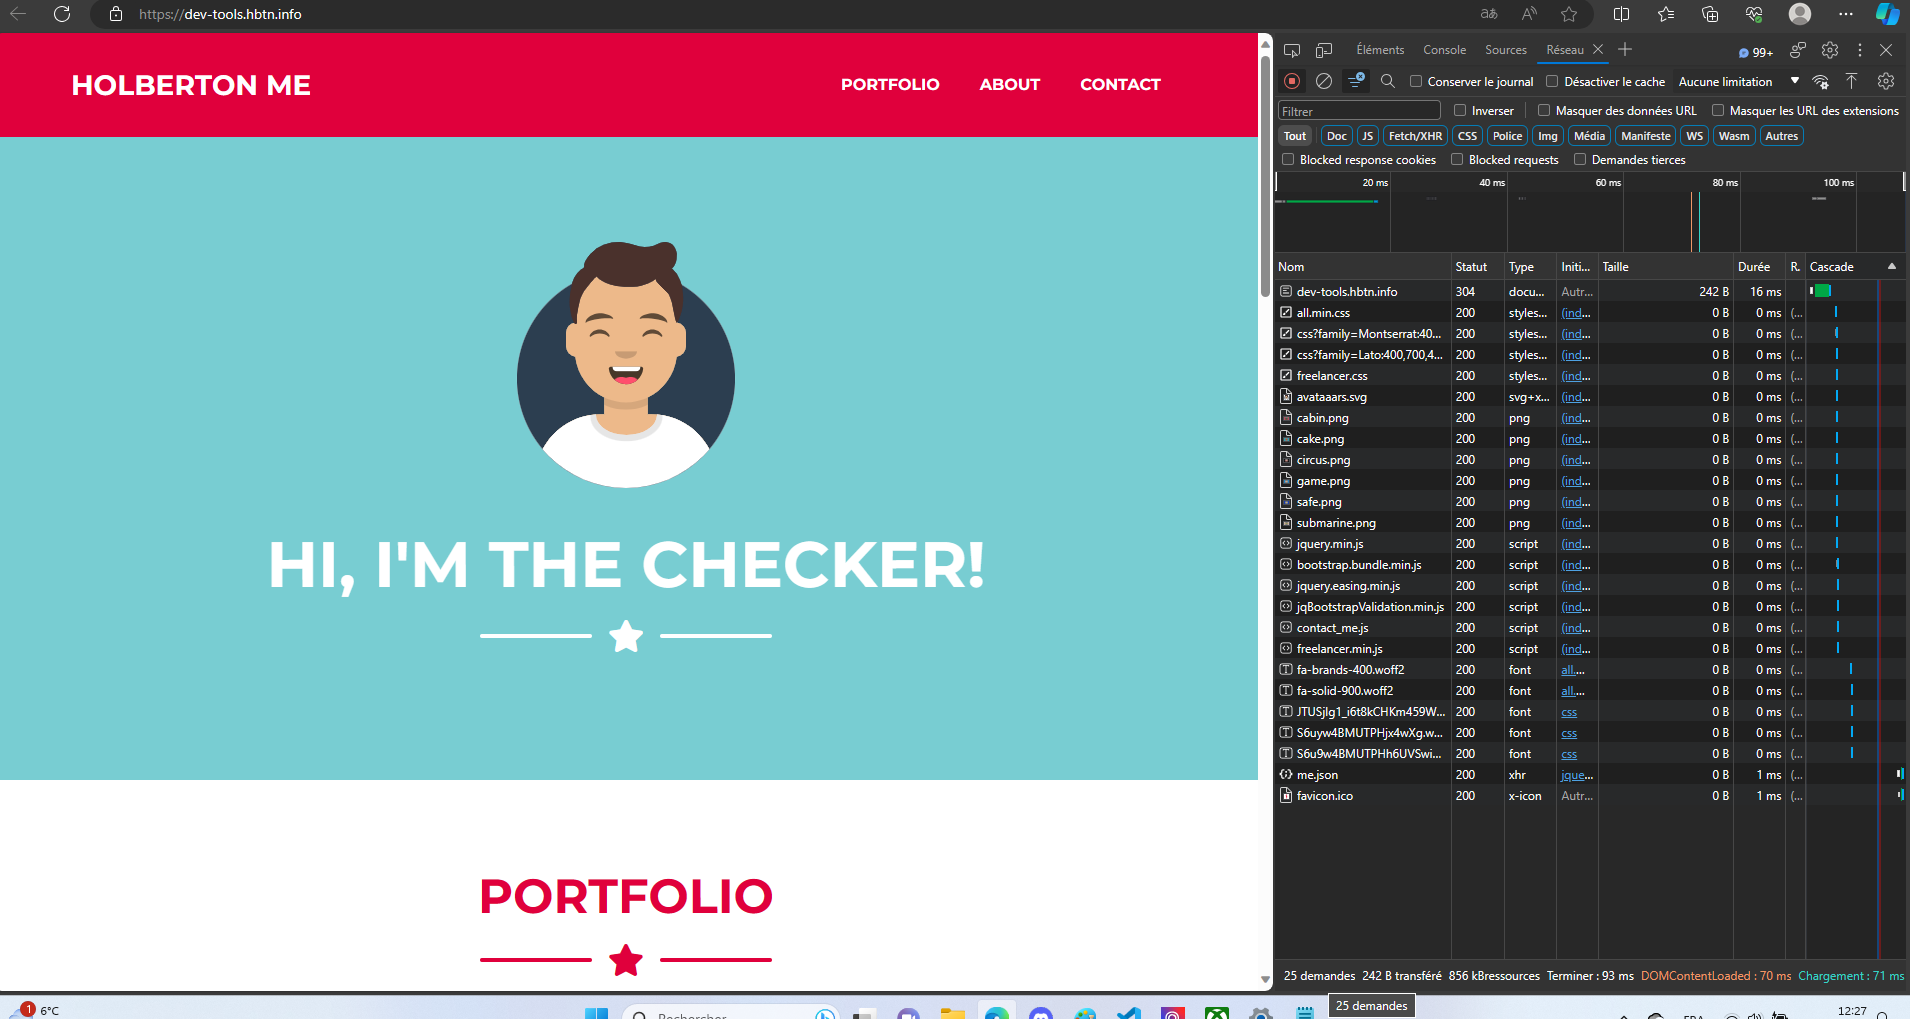 https://dev-tools.hbtn.info
HOLBERTON ME
PORTFOLIO ABOUT CONTACT
HI, I'M THE CHECKER!
PORTFOLIO
Éléments Console Sources Réseau 99+
Conserver le journal Désactiver le cache Aucune limitation
Filtrer Inverser Masquer des données URL Masquer les URL des extensions
Tout Doc JS Fetch/XHR CSS Police Img Média Manifeste WS Wasm Autres
Blocked response cookies Blocked requests Demandes tierces
20 ms 40 ms 60 ms 80 ms 100 ms
Nom Statut Type Initi... Taille Durée R. Cascade
dev-tools.hbtn.info 304 docu... Autr... 242 B 16 ms
all.min.css 200 styles... (ind... 0 B 0 ms (...
css?family=Montserrat:40... 200 styles... (ind... 0 B 0 ms (...
css?family=Lato:400,700,4... 200 styles... (ind... 0 B 0 ms (...
freelancer.css 200 styles... (ind... 0 B 0 ms (...
avataaars.svg 200 svg+x... (ind... 0 B 0 ms (...
cabin.png 200 png (ind... 0 B 0 ms (...
cake.png 200 png (ind... 0 B 0 ms (...
circus.png 200 png (ind... 0 B 0 ms (...
game.png 200 png (ind... 0 B 0 ms (...
safe.png 200 png (ind... 0 B 0 ms (...
submarine.png 200 png (ind... 0 B 0 ms (...
jquery.min.js 200 script (ind... 0 B 0 ms (...
bootstrap.bundle.min.js 200 script (ind... 0 B 0 ms (...
jquery.easing.min.js 200 script (ind... 0 B 0 ms (...
jqBootstrapValidation.min.js 200 script (ind... 0 B 0 ms (...
contact_me.js 200 script (ind... 0 B 0 ms (...
freelancer.min.js 200 script (ind... 0 B 0 ms (...
fa-brands-400.woff2 200 font all.... 0 B 0 ms (...
fa-solid-900.woff2 200 font all.... 0 B 0 ms (...
JTUSjIg1_i6t8kCHKm459W... 200 font css 0 B 0 ms (...
S6uyw4BMUTPHjx4wXg.w... 200 font css 0 B 0 ms (...
S6u9w4BMUTPHh6UVSwi... 200 font css 0 B 0 ms (...
me.json 200 xhr jque... 0 B 1 ms (...
favicon.ico 200 x-icon Autr... 0 B 1 ms (...
25 demandes 242 B transféré 856 kBressources Terminer : 93 ms DOMContentLoaded : 70 ms Chargement : 71 ms
25 demandes
1 6°C
Rechercher
FRA
12:27